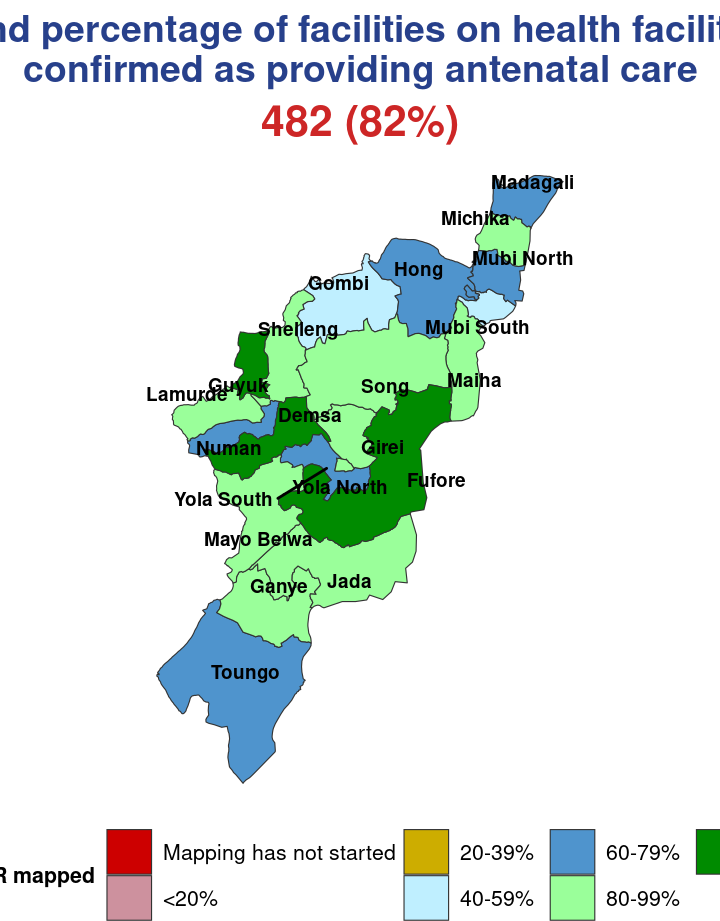 percentage of facilities on health
confirmed as providing antenatal care
482 (82%)
Madagali
Michika
Mubi North
Hong
Gombi
Shelleng
Mubi South
Guyuk
Song
Maiha
Lamurde
Demsa
Numan
Girei
Fufore
Yola South
Yola North
Mayo Belwa
Ganye
Jada
Toungo
mapped
Mapping has not started
20-39%
60-79%
<20%
40-59%
80-99%